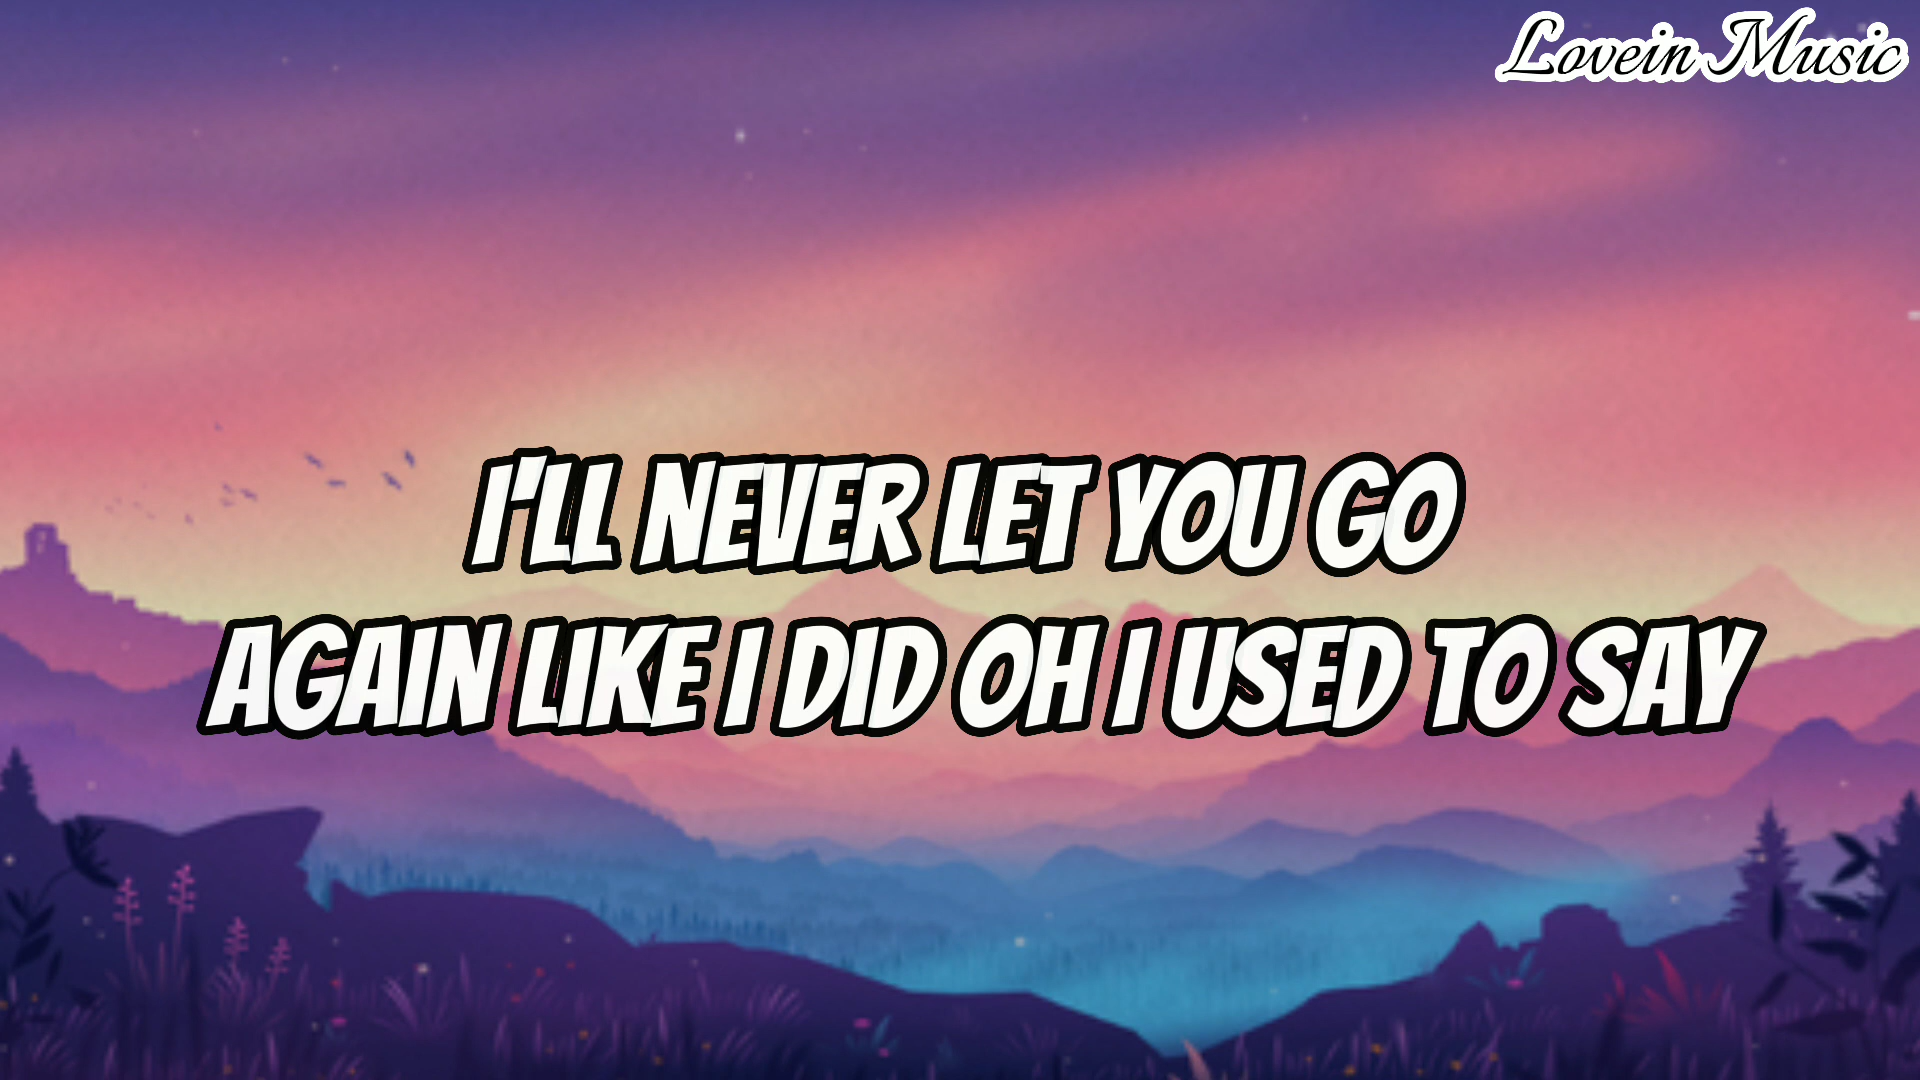 Lovein Music
I'LL NEVER LET YOU GO
AGAIN LIKE I DID OH I USED TO SAY